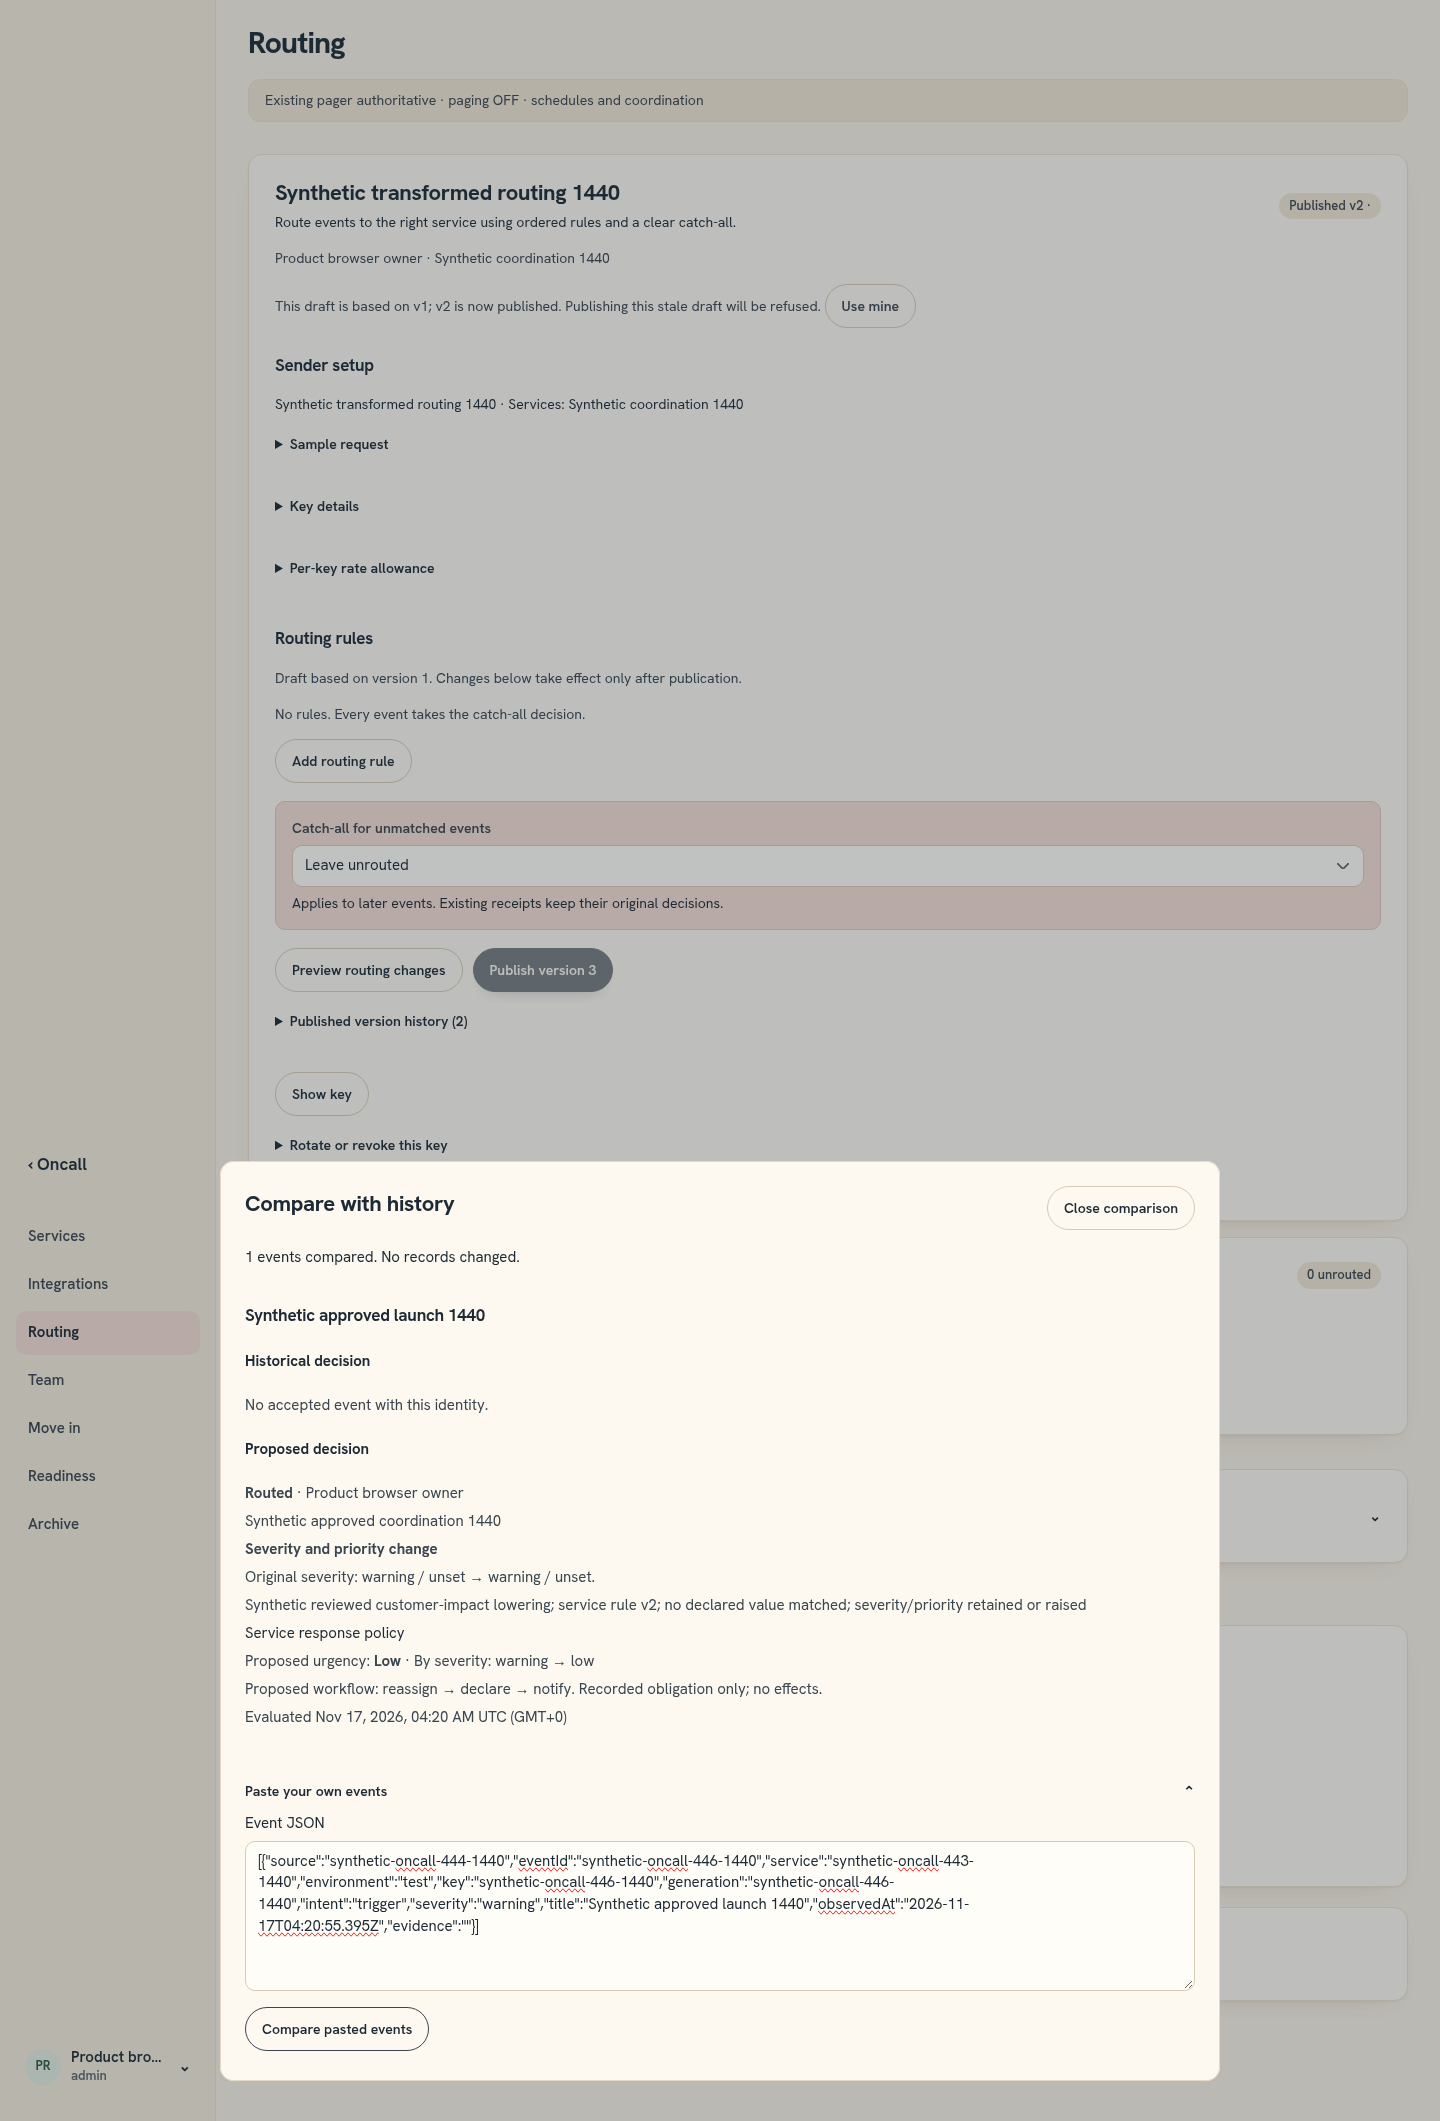 Routing
Existing pager authoritative · paging OFF · schedules and coordination
Synthetic transformed routing 1440
Published v2 ·
Route events to the right service using ordered rules and a clear catch-all.
Product browser owner · Synthetic coordination 1440
This draft is based on v1; v2 is now published. Publishing this stale draft will be refused.
Use mine
Sender setup
Synthetic transformed routing 1440 · Services: Synthetic coordination 1440
▶ Sample request
▶ Key details
▶ Per-key rate allowance
Routing rules
Draft based on version 1. Changes below take effect only after publication.
No rules. Every event takes the catch-all decision.
Add routing rule
Catch-all for unmatched events
Leave unrouted
Applies to later events. Existing receipts keep their original decisions.
Preview routing changes
Publish version 3
▶ Published version history (2)
Show key
▶ Rotate or revoke this key
0 unrouted
‹ Oncall
Services
Integrations
Routing
Team
Move in
Readiness
Archive
PR
Product bro...
admin
Compare with history
Close comparison
1 events compared. No records changed.
Synthetic approved launch 1440
Historical decision
No accepted event with this identity.
Proposed decision
Routed · Product browser owner
Synthetic approved coordination 1440
Severity and priority change
Original severity: warning / unset → warning / unset.
Synthetic reviewed customer-impact lowering; service rule v2; no declared value matched; severity/priority retained or raised
Service response policy
Proposed urgency: Low · By severity: warning → low
Proposed workflow: reassign → declare → notify. Recorded obligation only; no effects.
Evaluated Nov 17, 2026, 04:20 AM UTC (GMT+0)
Paste your own events
Event JSON
[{"source":"synthetic-oncall-444-1440","eventId":"synthetic-oncall-446-1440","service":"synthetic-oncall-443-
1440","environment":"test","key":"synthetic-oncall-446-1440","generation":"synthetic-oncall-446-
1440","intent":"trigger","severity":"warning","title":"Synthetic approved launch 1440","observedAt":"2026-11-
17T04:20:55.395Z","evidence":""}]
Compare pasted events